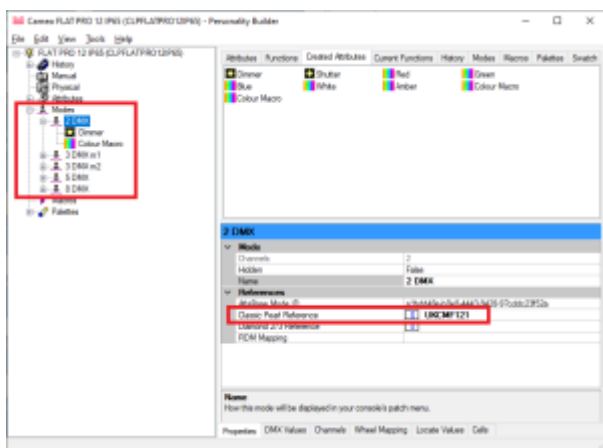 Cameo FLAT PRO 12 IP65 (CLPFLATPRO12IP65) - Personality Builder
File Edit View Tools Help
FLAT PRO 12 IP65 (CLPFLATPRO12IP65)
History
Manual
Physical
Attributes
Modes
2 DMX
Dimmer
Colour Macro
3 DMX m1
3 DMX m2
5 DMX
8 DMX
Macros
Palettes
Attributes Functions Created Attributes Current Functions History Modes Macros Palettes Swatch
Dimmer Shutter Red Green
Blue White Amber Colour Macro
Colour Macro
2 DMX
Mode
Channels 2
Hidden False
Name 2 DMX
References
Classic Pearl Reference UKCMF121
Diamond 2/3 Reference
RDM Mapping
Name
How this mode will be displayed in your console's patch menu.
Properties DMX Values Channels Wheel Mapping Locate Values Cells